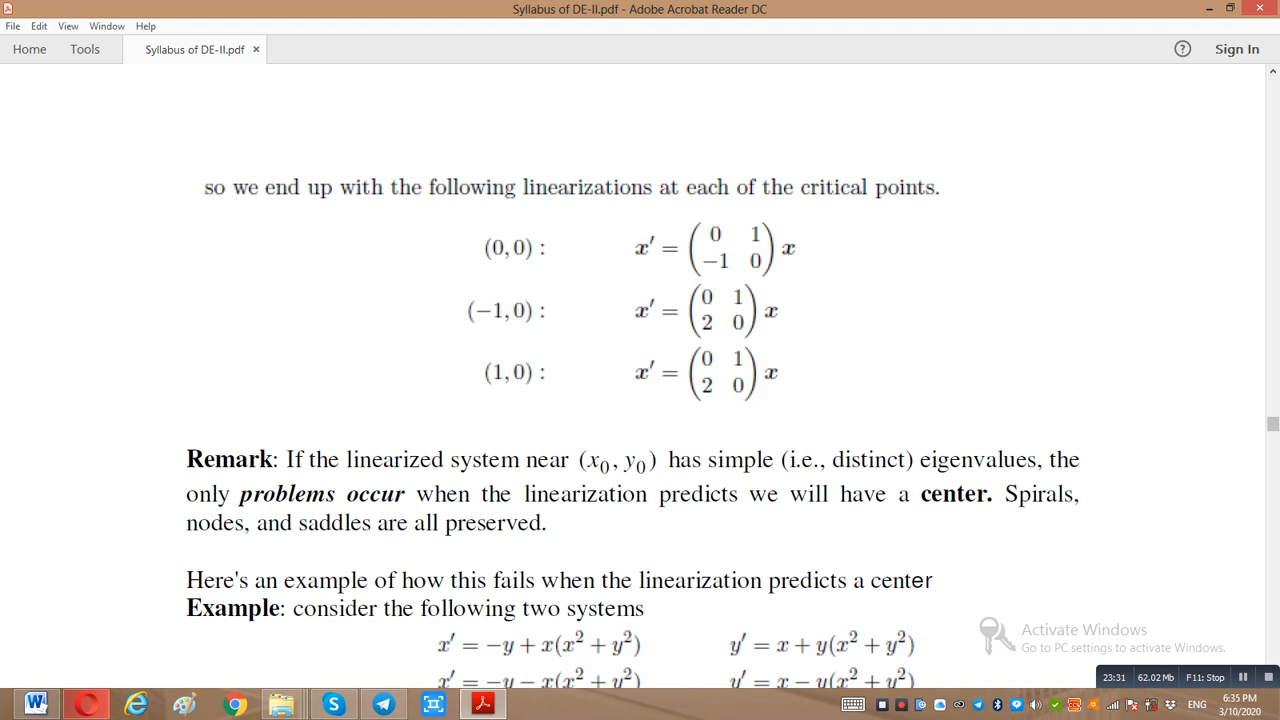 Syllabus of DE-II.pdf - Adobe Acrobat Reader DC
File Edit View Window Help
Home Tools Syllabus of DE-II.pdf × Sign In
so we end up with the following linearizations at each of the critical points.
(0, 0) : x′ = ( 0 1 ; −1 0 ) x
(−1, 0) : x′ = ( 0 1 ; 2 0 ) x
(1, 0) : x′ = ( 0 1 ; 2 0 ) x
Remark: If the linearized system near (x₀, y₀) has simple (i.e., distinct) eigenvalues, the
only problems occur when the linearization predicts we will have a center. Spirals,
nodes, and saddles are all preserved.
Here's an example of how this fails when the linearization predicts a center
Example: consider the following two systems
x′ = −y + x(x² + y²) y′ = x + y(x² + y²)
x′ = −y − x(x² + y²) y′ = x − y(x² + y²)
Activate Windows
Go to PC settings to activate Windows.
23:31 62.02 Mb F11: Stop
ENG 6:35 PM
3/10/2020